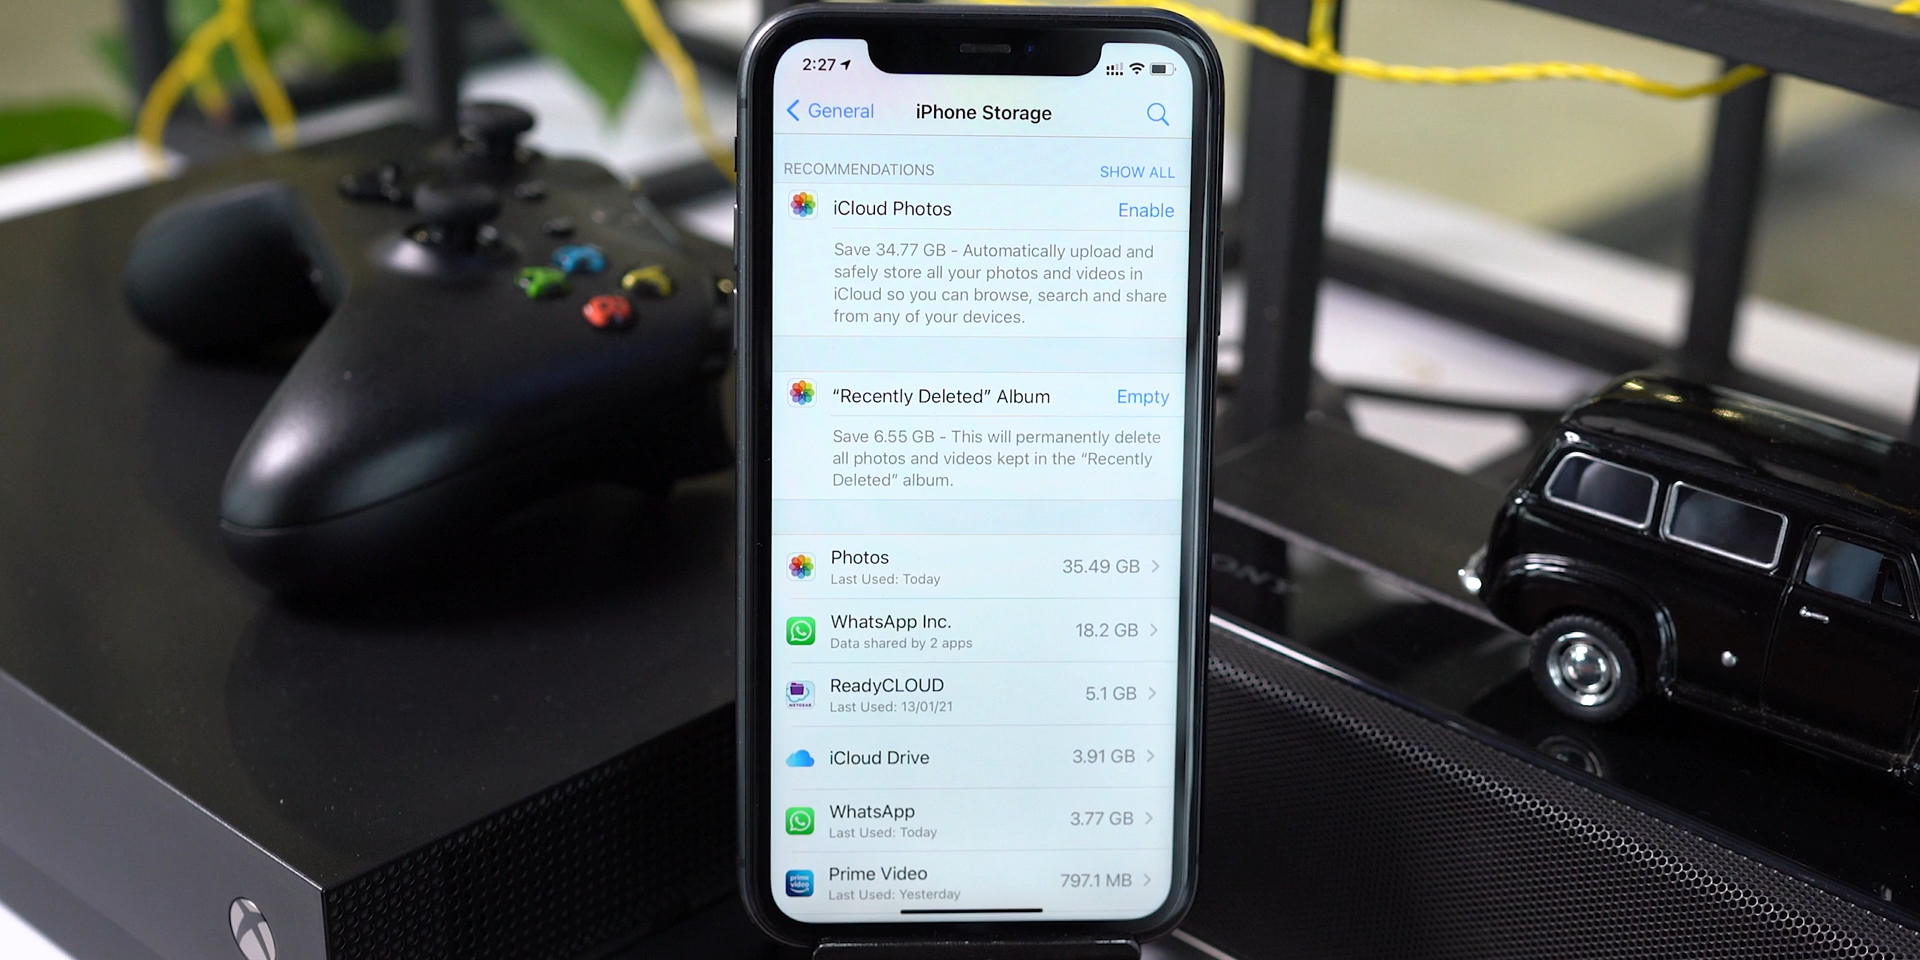 2:27
General
iPhone Storage
RECOMMENDATIONS
SHOW ALL
iCloud Photos
Enable
Save 34.77 GB - Automatically upload and
safely store all your photos and videos in
iCloud so you can browse, search and share
from any of your devices.
“Recently Deleted” Album
Empty
Save 6.55 GB - This will permanently delete
all photos and videos kept in the “Recently
Deleted” album.
Photos
35.49 GB
Last Used: Today
WhatsApp Inc.
18.2 GB
Data shared by 2 apps
ReadyCLOUD
5.1 GB
Last Used: 13/01/21
NETGEAR
iCloud Drive
3.91 GB
WhatsApp
3.77 GB
Last Used: Today
prime video
Prime Video
797.1 MB
Last Used: Yesterday
SONY